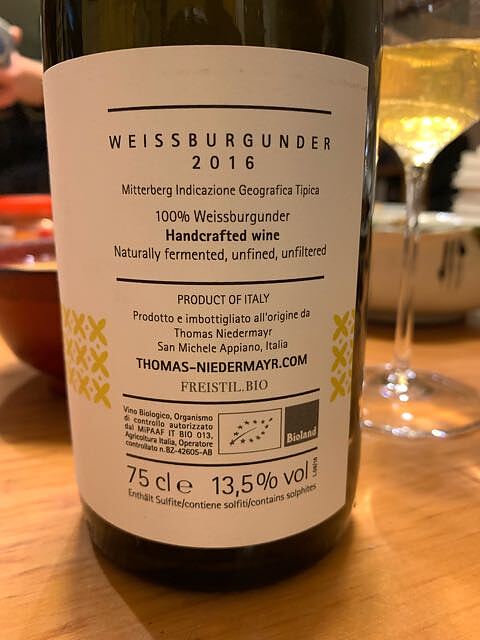 WEISSBURGUNDER
2016
Mitterberg Indicazione Geografica Tipica
100% Weissburgunder
Handcrafted wine
Naturally fermented, unfined, unfiltered
PRODUCT OF ITALY
Prodotto e imbottigliato all'origine da
Thomas Niedermayr
San Michele Appiano, Italia
THOMAS-NIEDERMAYR.COM
FREISTIL.BIO
Vino Biologico, Organismo
di controllo autorizzato
dal MiPAAF IT BIO 013,
Agricoltura Italia, Operatore
controllato n.BZ-42605-AB
Bioland
75 cl e 13,5% vol
Enthält Sulfite/contiene solfiti/contains solphites